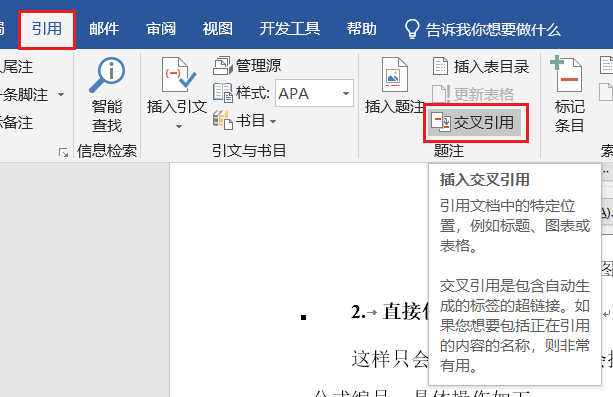 引用 邮件 审阅 视图 开发工具 帮助 告诉我你想要做什么
尾注 管理源 插入表目录
条脚注 样式: APA 更新表格
备注 智能查找 插入引文 书目 插入题注 交叉引用 标记条目
信息检索 引文与书目 题注
插入交叉引用
引用文档中的特定位
置，例如标题、图表或
表格。
交叉引用是包含自动生
成的标签的超链接。如
果您想要包括正在引用
的内容的名称，则非常
有用。
2.→直接
这样只会